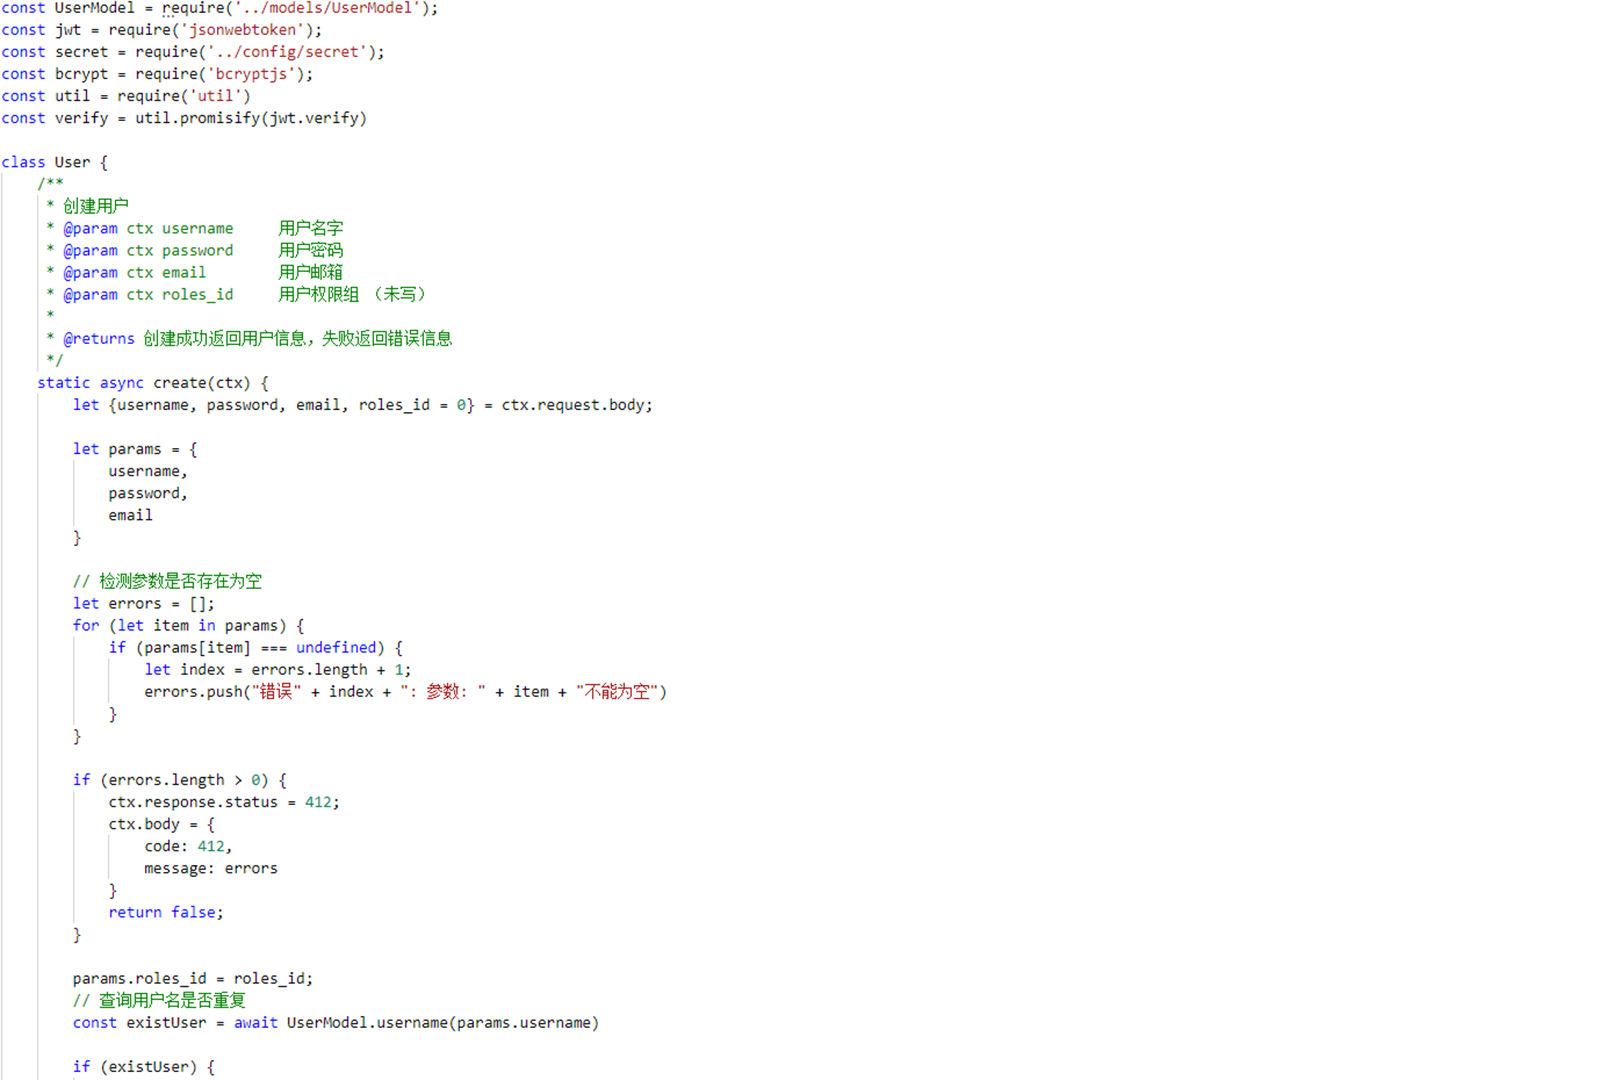 const UserModel = require('../models/UserModel');
const jwt = require('jsonwebtoken');
const secret = require('../config/secret');
const bcrypt = require('bcryptjs');
const util = require('util')
const verify = util.promisify(jwt.verify)
class User {
/**
* 创建用户
* @param ctx username 用户名字
* @param ctx password 用户密码
* @param ctx email 用户邮箱
* @param ctx roles_id 用户权限组 （未写）
*
* @returns 创建成功返回用户信息，失败返回错误信息
*/
static async create(ctx) {
let {username, password, email, roles_id = 0} = ctx.request.body;
let params = {
username,
password,
email
}
// 检测参数是否存在为空
let errors = [];
for (let item in params) {
if (params[item] === undefined) {
let index = errors.length + 1;
errors.push("错误" + index + ": 参数: " + item + "不能为空")
}
}
if (errors.length > 0) {
ctx.response.status = 412;
ctx.body = {
code: 412,
message: errors
}
return false;
}
params.roles_id = roles_id;
// 查询用户名是否重复
const existUser = await UserModel.username(params.username)
if (existUser) {